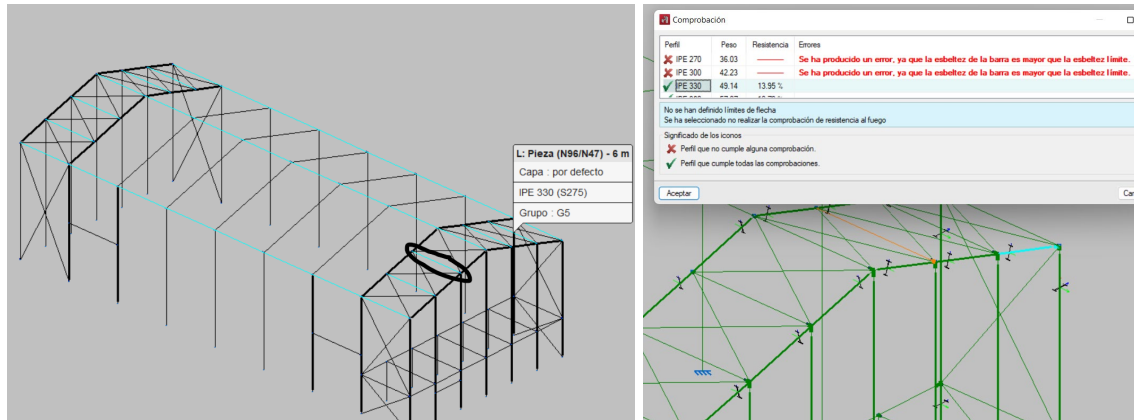 L: Pieza (N96/N47) - 6 m
Capa : por defecto
IPE 330 (S275)
Grupo : G5
Comprobación
Perfil Peso Resistencia Errores
IPE 270 36.03 Se ha producido un error, ya que la esbeltez de la barra es mayor que la esbeltez límite.
IPE 300 42.23 Se ha producido un error, ya que la esbeltez de la barra es mayor que la esbeltez límite.
IPE 330 49.14 13.95 %
No se han definido límites de flecha
Se ha seleccionado no realizar la comprobación de resistencia al fuego
Significado de los iconos
Perfil que no cumple alguna comprobación.
Perfil que cumple todas las comprobaciones.
Aceptar